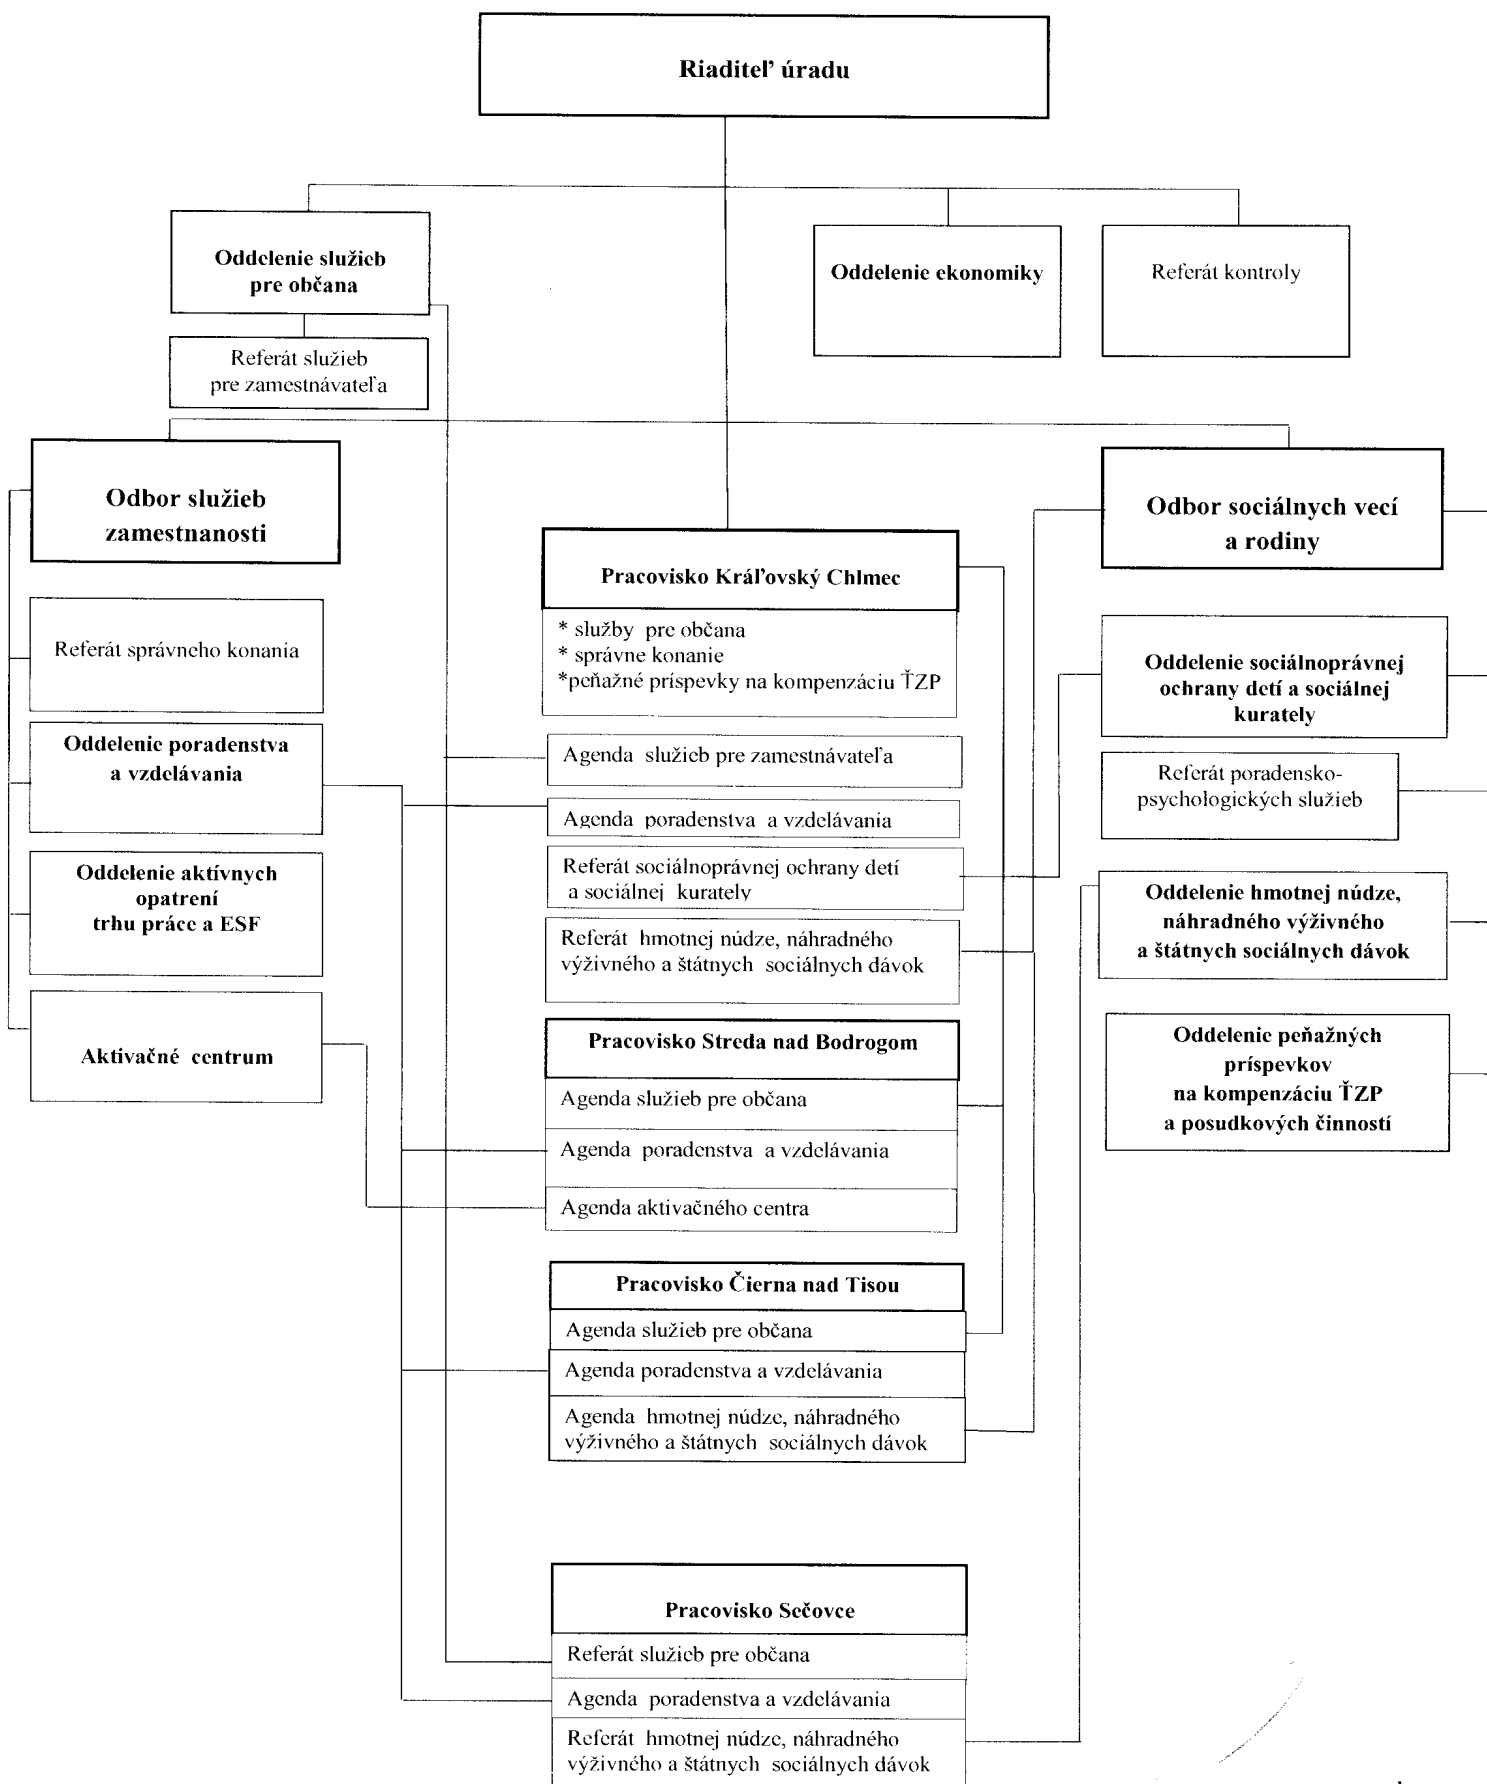 Riaditeľ úradu
Oddelenie služieb
pre občana
Oddelenie ekonomiky
Referát kontroly
Referát služieb
pre zamestnávateľa
Odbor služieb
zamestnanosti
Odbor sociálnych vecí
a rodiny
Pracovisko Kráľovský Chlmec
* služby pre občana
* správne konanie
*peňažné príspevky na kompenzáciu ŤZP
Referát správneho konania
Oddelenie sociálnoprávnej
ochrany detí a sociálnej
kurately
Oddelenie poradenstva
a vzdelávania
Agenda služieb pre zamestnávateľa
Referát poradensko-
psychologických služieb
Agenda poradenstva a vzdelávania
Oddelenie aktívnych
opatrení
trhu práce a ESF
Referát sociálnoprávnej ochrany detí
a sociálnej kurately
Oddelenie hmotnej núdze,
náhradného výživného
a štátnych sociálnych dávok
Referát hmotnej núdze, náhradného
výživného a štátnych sociálnych dávok
Aktivačné centrum
Pracovisko Streda nad Bodrogom
Agenda služieb pre občana
Agenda poradenstva a vzdelávania
Agenda aktivačného centra
Oddelenie peňažných
príspevkov
na kompenzáciu ŤZP
a posudkových činností
Pracovisko Čierna nad Tisou
Agenda služieb pre občana
Agenda poradenstva a vzdelávania
Agenda hmotnej núdze, náhradného
výživného a štátnych sociálnych dávok
Pracovisko Sečovce
Referát služieb pre občana
Agenda poradenstva a vzdelávania
Referát hmotnej núdze, náhradného
výživného a štátnych sociálnych dávok